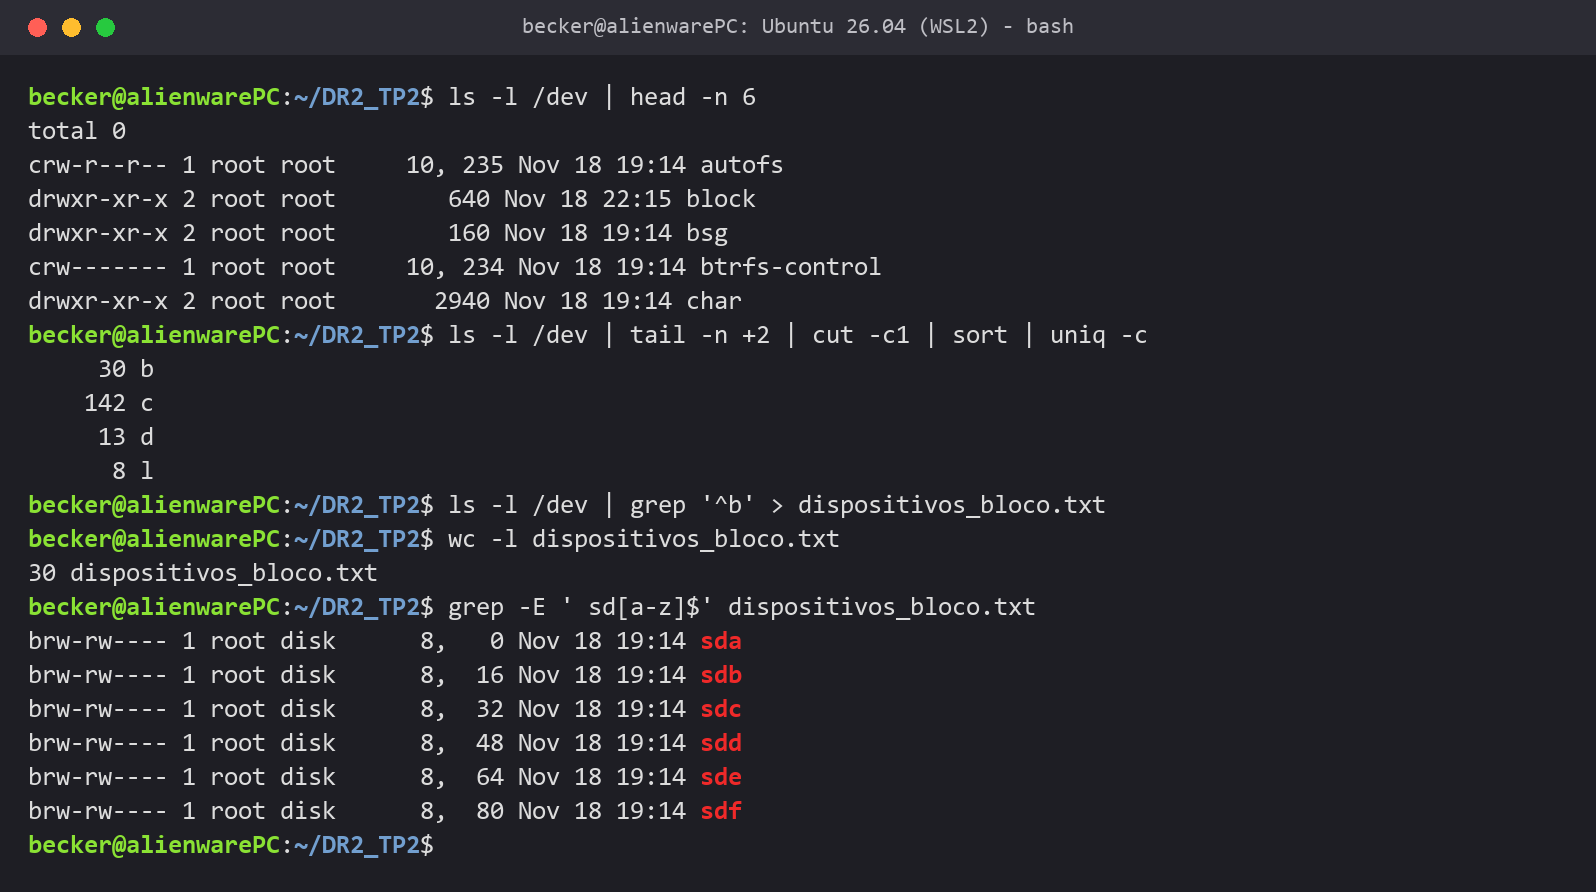 becker@alienwarePC: Ubuntu 26.04 (WSL2) - bash
becker@alienwarePC:~/DR2_TP2$ ls -l /dev | head -n 6
total 0
crw-r--r-- 1 root root     10, 235 Nov 18 19:14 autofs
drwxr-xr-x 2 root root        640 Nov 18 22:15 block
drwxr-xr-x 2 root root        160 Nov 18 19:14 bsg
crw------- 1 root root     10, 234 Nov 18 19:14 btrfs-control
drwxr-xr-x 2 root root       2940 Nov 18 19:14 char
becker@alienwarePC:~/DR2_TP2$ ls -l /dev | tail -n +2 | cut -c1 | sort | uniq -c
     30 b
    142 c
     13 d
      8 l
becker@alienwarePC:~/DR2_TP2$ ls -l /dev | grep '^b' > dispositivos_bloco.txt
becker@alienwarePC:~/DR2_TP2$ wc -l dispositivos_bloco.txt
30 dispositivos_bloco.txt
becker@alienwarePC:~/DR2_TP2$ grep -E ' sd[a-z]$' dispositivos_bloco.txt
brw-rw---- 1 root disk      8,   0 Nov 18 19:14 sda
brw-rw---- 1 root disk      8,  16 Nov 18 19:14 sdb
brw-rw---- 1 root disk      8,  32 Nov 18 19:14 sdc
brw-rw---- 1 root disk      8,  48 Nov 18 19:14 sdd
brw-rw---- 1 root disk      8,  64 Nov 18 19:14 sde
brw-rw---- 1 root disk      8,  80 Nov 18 19:14 sdf
becker@alienwarePC:~/DR2_TP2$